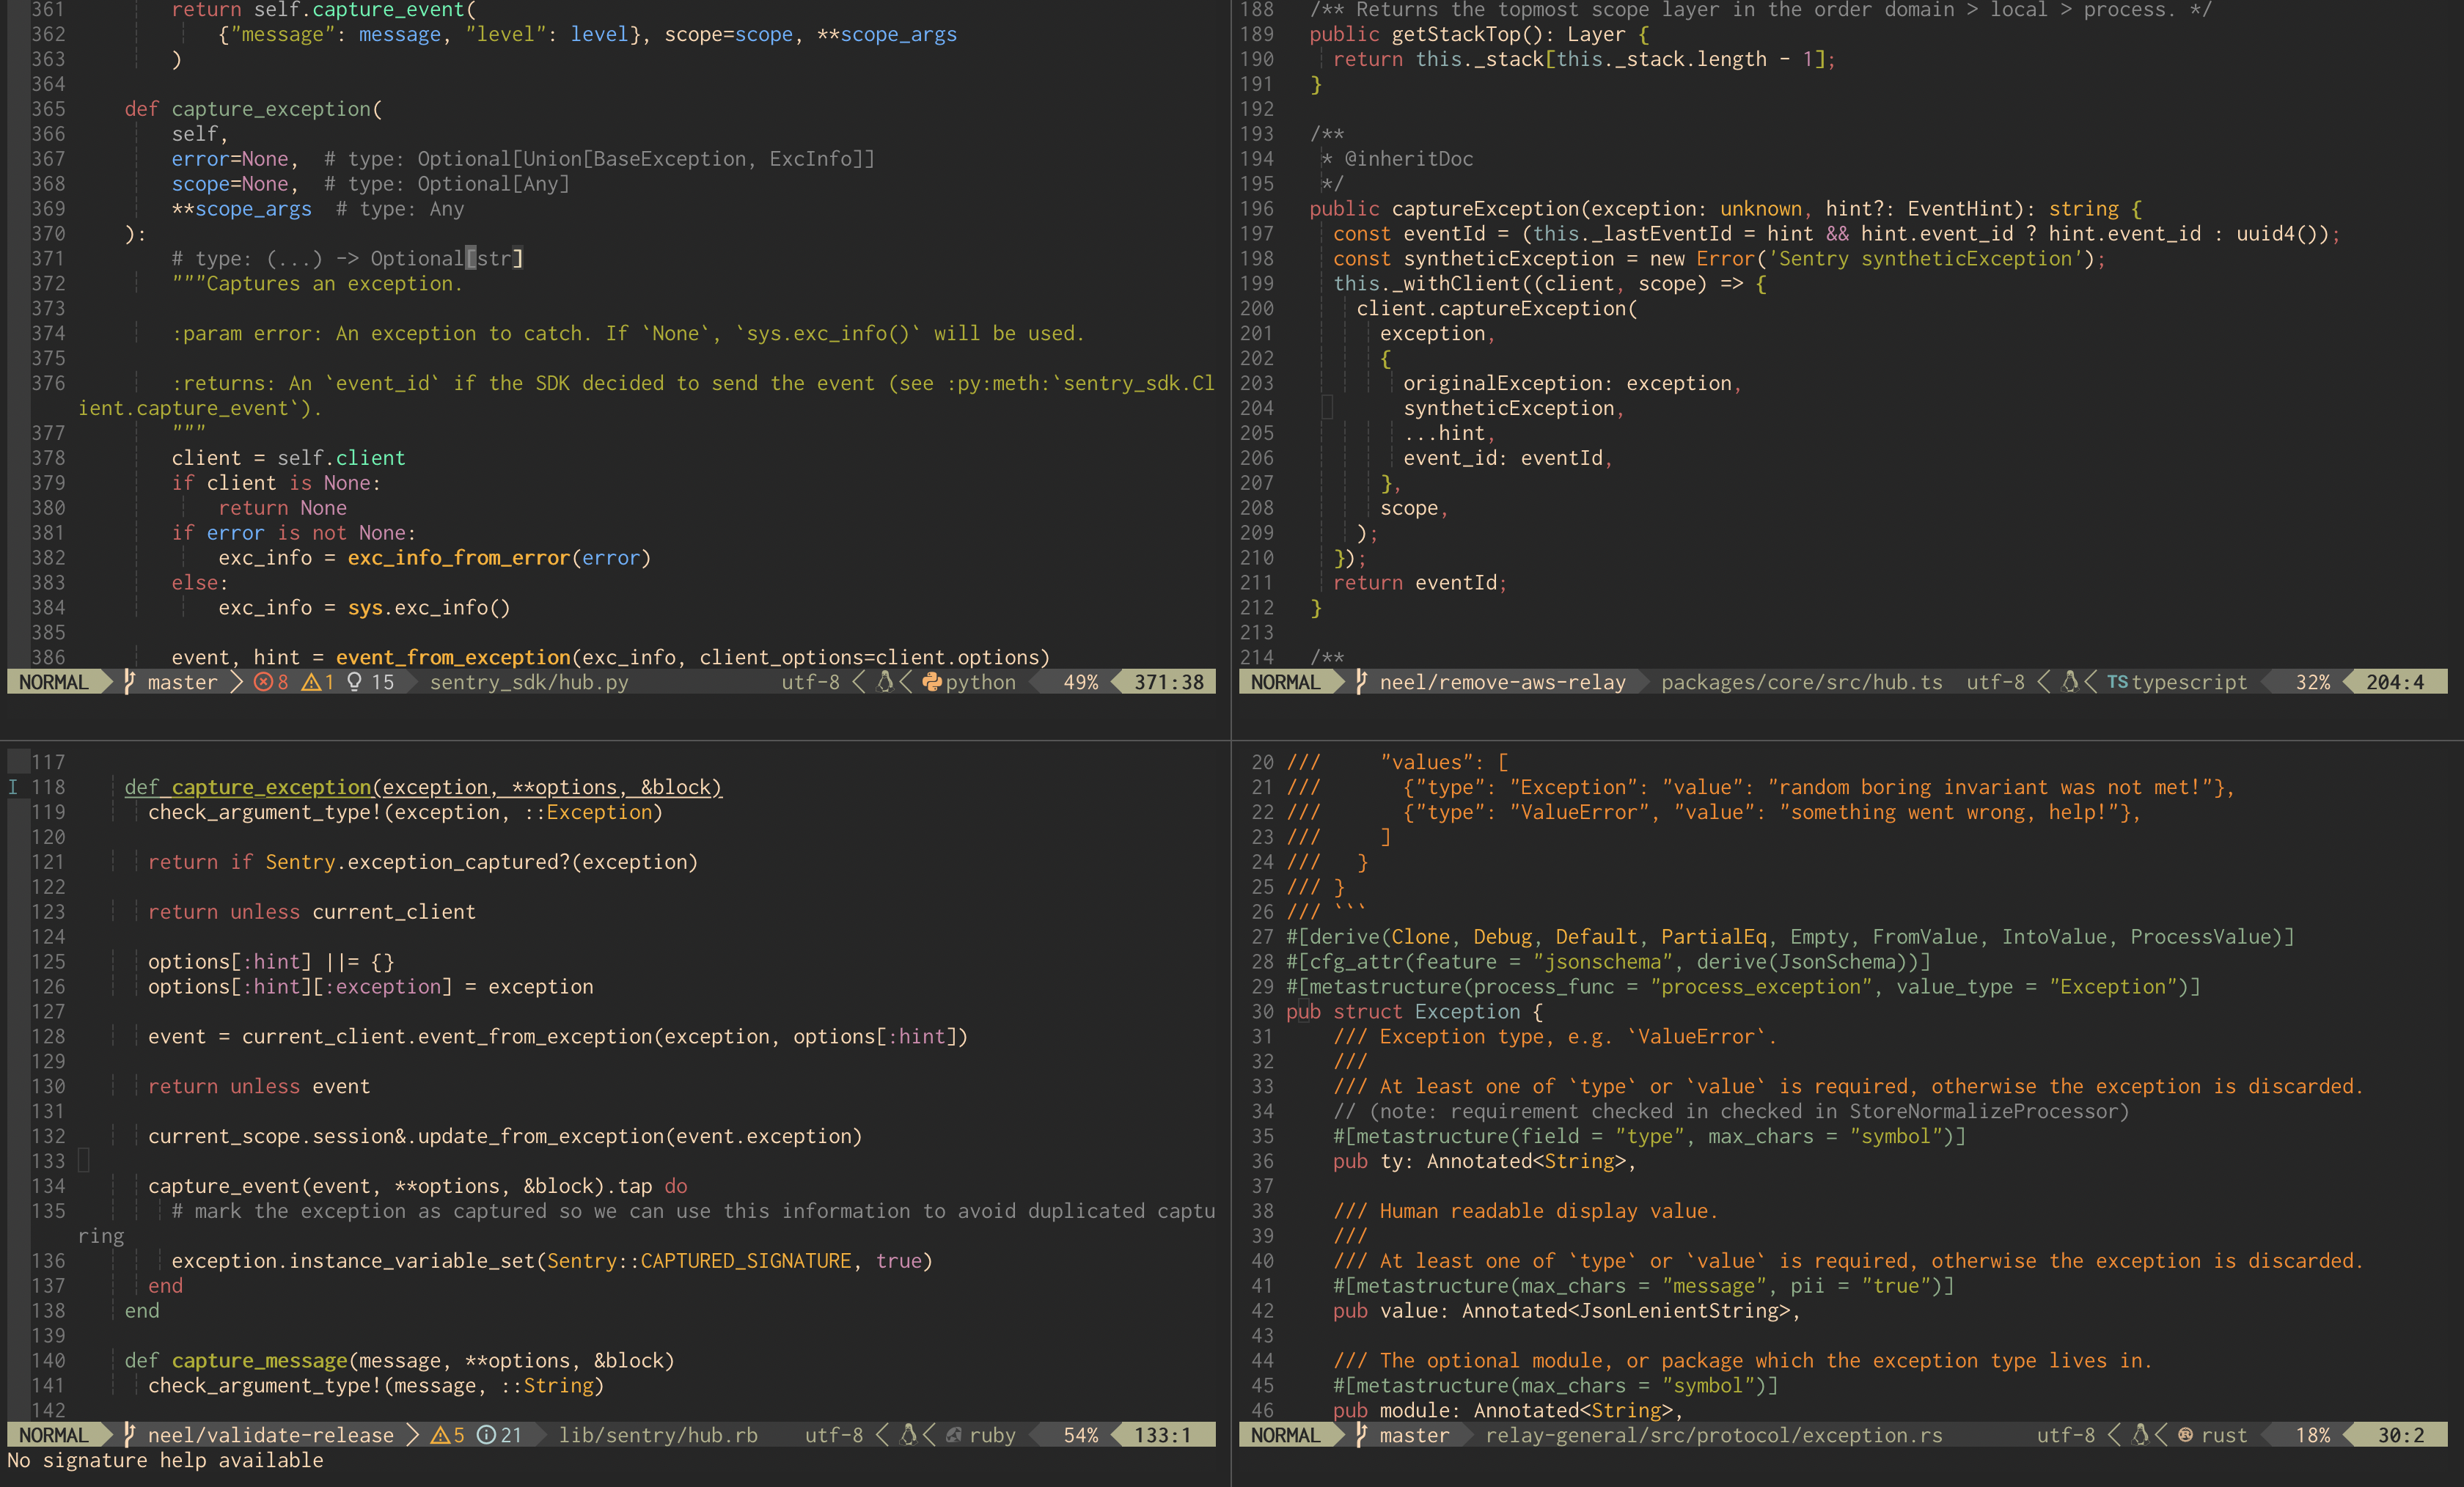 361         return self.capture_event(
362             {"message": message, "level": level}, scope=scope, **scope_args
363         )
364
365     def capture_exception(
366         self,
367         error=None,  # type: Optional[Union[BaseException, ExcInfo]]
368         scope=None,  # type: Optional[Any]
369         **scope_args  # type: Any
370     ):
371         # type: (...) -> Optional[str]
372         """Captures an exception.
373
374         :param error: An exception to catch. If `None`, `sys.exc_info()` will be used.
375
376         :returns: An `event_id` if the SDK decided to send the event (see :py:meth:`sentry_sdk.Cl
ient.capture_event`).
377         """
378         client = self.client
379         if client is None:
380             return None
381         if error is not None:
382             exc_info = exc_info_from_error(error)
383         else:
384             exc_info = sys.exc_info()
385
386         event, hint = event_from_exception(exc_info, client_options=client.options)
NORMAL master 8 1 15 sentry_sdk/hub.py utf-8 python 49% 371:38
188   /** Returns the topmost scope layer in the order domain > local > process. */
189   public getStackTop(): Layer {
190     return this._stack[this._stack.length - 1];
191   }
192
193   /**
194    * @inheritDoc
195    */
196   public captureException(exception: unknown, hint?: EventHint): string {
197     const eventId = (this._lastEventId = hint && hint.event_id ? hint.event_id : uuid4());
198     const syntheticException = new Error('Sentry syntheticException');
199     this._withClient((client, scope) => {
200       client.captureException(
201         exception,
202         {
203           originalException: exception,
204           syntheticException,
205           ...hint,
206           event_id: eventId,
207         },
208         scope,
209       );
210     });
211     return eventId;
212   }
213
214   /**
NORMAL neel/remove-aws-relay packages/core/src/hub.ts utf-8 TS typescript 32% 204:4
117
I 118     def capture_exception(exception, **options, &block)
119       check_argument_type!(exception, ::Exception)
120
121       return if Sentry.exception_captured?(exception)
122
123       return unless current_client
124
125       options[:hint] ||= {}
126       options[:hint][:exception] = exception
127
128       event = current_client.event_from_exception(exception, options[:hint])
129
130       return unless event
131
132       current_scope.session&.update_from_exception(event.exception)
133
134       capture_event(event, **options, &block).tap do
135         # mark the exception as captured so we can use this information to avoid duplicated captu
ring
136         exception.instance_variable_set(Sentry::CAPTURED_SIGNATURE, true)
137       end
138     end
139
140     def capture_message(message, **options, &block)
141       check_argument_type!(message, ::String)
142
NORMAL neel/validate-release 5 21 lib/sentry/hub.rb utf-8 ruby 54% 133:1
No signature help available
20 ///     "values": [
21 ///       {"type": "Exception": "value": "random boring invariant was not met!"},
22 ///       {"type": "ValueError", "value": "something went wrong, help!"},
23 ///     ]
24 ///   }
25 /// }
26 /// ```
27 #[derive(Clone, Debug, Default, PartialEq, Empty, FromValue, IntoValue, ProcessValue)]
28 #[cfg_attr(feature = "jsonschema", derive(JsonSchema))]
29 #[metastructure(process_func = "process_exception", value_type = "Exception")]
30 pub struct Exception {
31     /// Exception type, e.g. `ValueError`.
32     ///
33     /// At least one of `type` or `value` is required, otherwise the exception is discarded.
34     // (note: requirement checked in checked in StoreNormalizeProcessor)
35     #[metastructure(field = "type", max_chars = "symbol")]
36     pub ty: Annotated<String>,
37
38     /// Human readable display value.
39     ///
40     /// At least one of `type` or `value` is required, otherwise the exception is discarded.
41     #[metastructure(max_chars = "message", pii = "true")]
42     pub value: Annotated<JsonLenientString>,
43
44     /// The optional module, or package which the exception type lives in.
45     #[metastructure(max_chars = "symbol")]
46     pub module: Annotated<String>,
NORMAL master relay-general/src/protocol/exception.rs utf-8 rust 18% 30:2